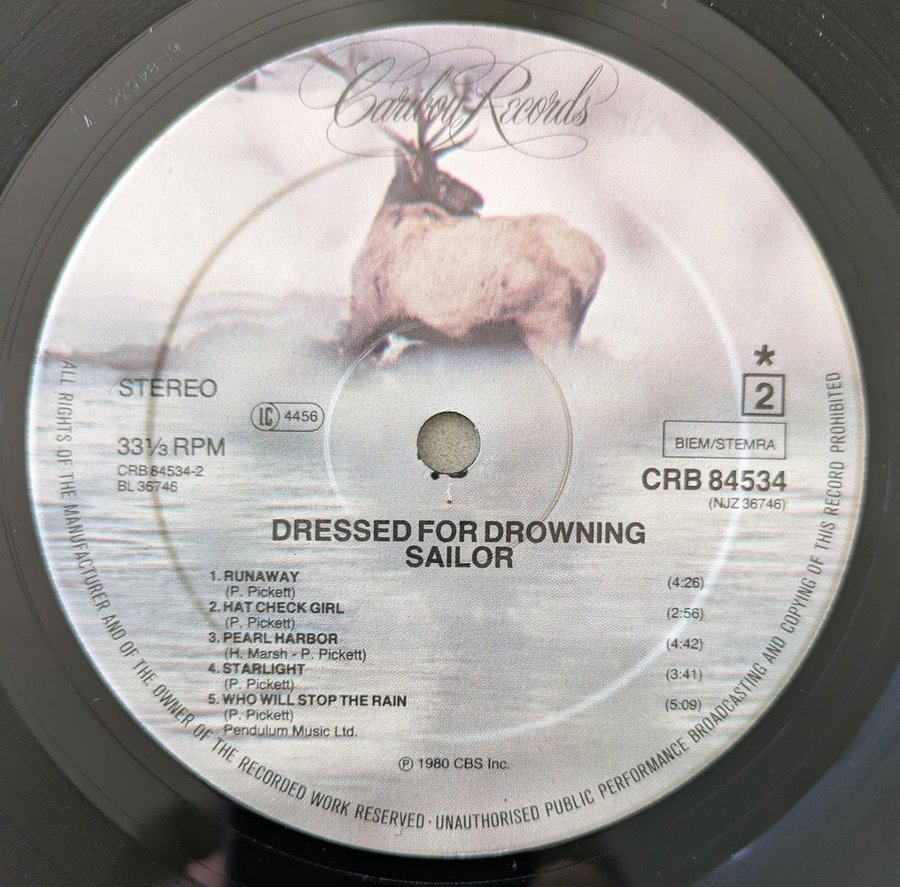 Caribou Records
STEREO
LC 4456
33⅓ RPM
CRB 84534-2
BL 36746
*
2
BIEM/STEMRA
CRB 84534
(NJZ 36746)
DRESSED FOR DROWNING
SAILOR
1. RUNAWAY (4:26)
(P. Pickett)
2. HAT CHECK GIRL (2:56)
(P. Pickett)
3. PEARL HARBOR (4:42)
(H. Marsh - P. Pickett)
4. STARLIGHT (3:41)
(P. Pickett)
5. WHO WILL STOP THE RAIN (5:09)
(P. Pickett)
Pendulum Music Ltd.
℗ 1980 CBS Inc.
ALL RIGHTS OF THE MANUFACTURER AND OF THE OWNER OF THE RECORDED WORK RESERVED · UNAUTHORISED PUBLIC PERFORMANCE BROADCASTING AND COPYING OF THIS RECORD PROHIBITED